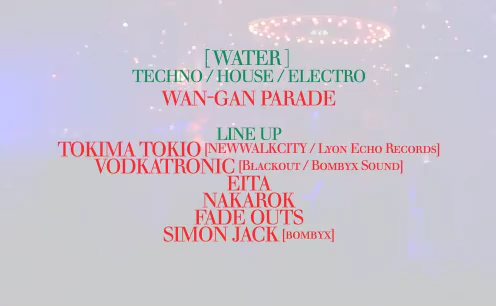 [ WATER ]
TECHNO / HOUSE / ELECTRO
WAN-GAN PARADE
LINE UP
TOKIMA TOKIO [NEWWALKCITY / LYON ECHO RECORDS]
VODKATRONIC [BLACKOUT / BOMBYX SOUND]
EITA
NAKAROK
FADE OUTS
SIMON JACK [BOMBYX]